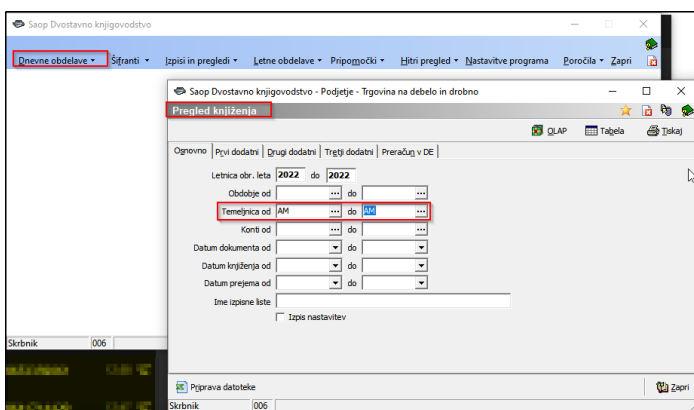 Saop Dvostavno knjigovodstvo
Dnevne obdelave Šifranti Izpisi in pregledi Letne obdelave Pripomočki Hitri pregled Nastavitve programa Poročila Zapri
Saop Dvostavno knjigovodstvo - Podjetje - Trgovina na debelo in drobno
Pregled knjiženja
OLAP Tabela Tiskaj
Osnovno Prvi dodatni Drugi dodatni Tretji dodatni Preračun v DE
Letnica obr. leta 2022 do 2022
Obdobje od ... do ...
Temeljnica od AM ... do AM ...
Konti od ... do ...
Datum dokumenta od do
Datum knjiženja od do
Datum prejema od do
Ime izpisne liste
Izpis nastavitev
Skrbnik 006
Priprava datoteke Zapri
Skrbnik 006